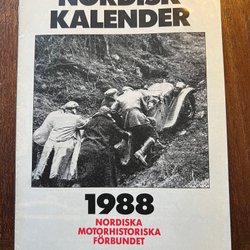 NORDISK
KALENDER
1988
NORDISKA
MOTORHISTORISKA
FÖRBUNDET